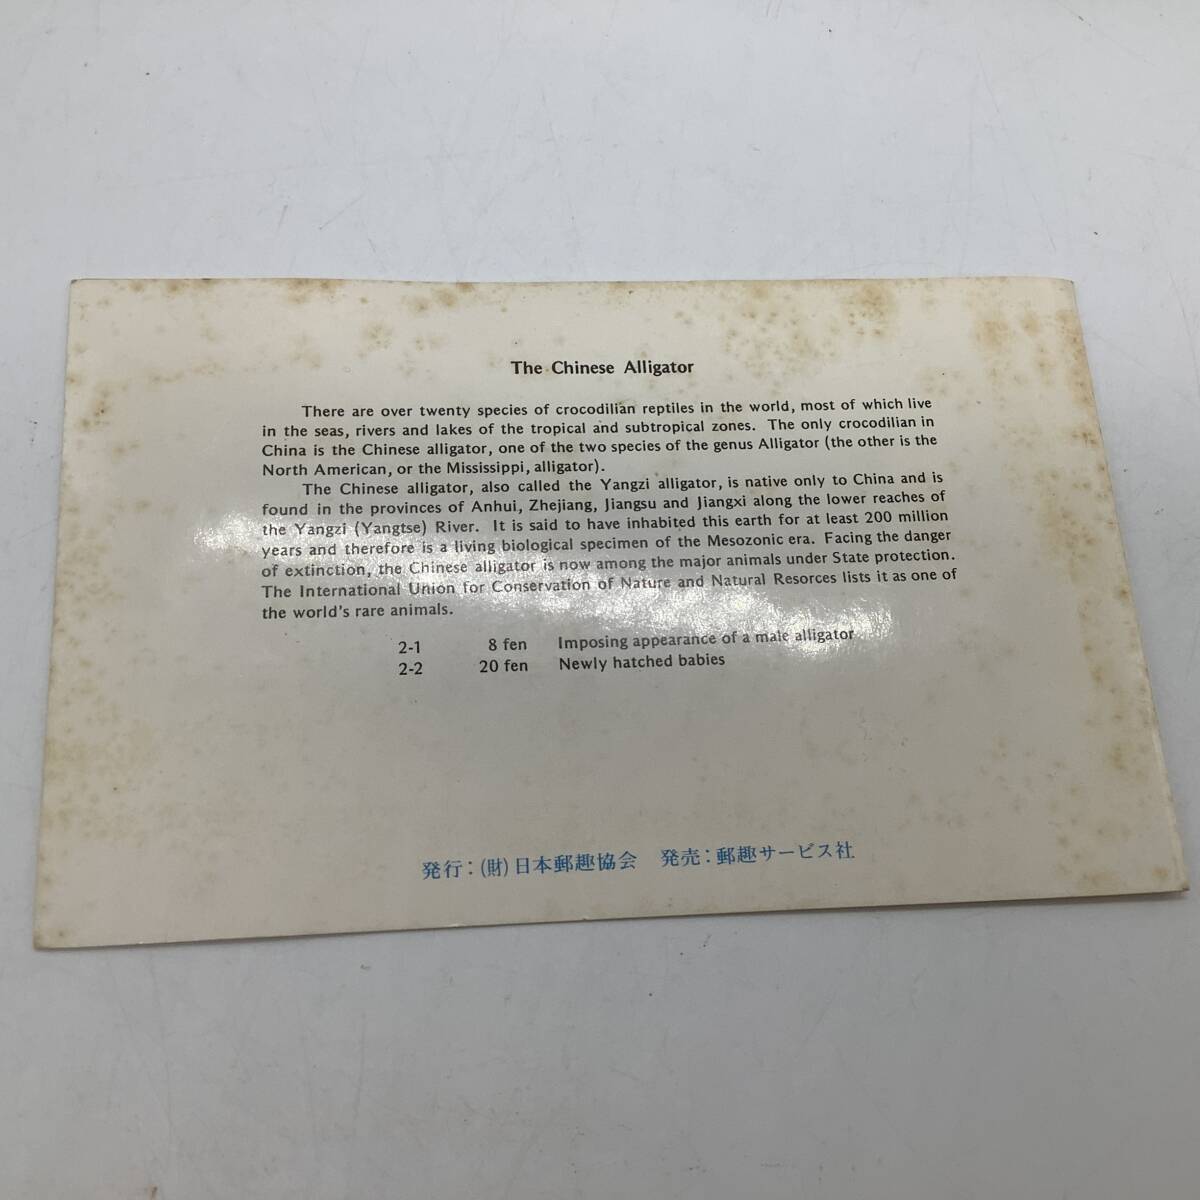 The Chinese Alligator
There are over twenty species of crocodilian reptiles in the world, most of which live
in the seas, rivers and lakes of the tropical and subtropical zones. The only crocodilian in
China is the Chinese alligator, one of the two species of the genus Alligator (the other is the
North American, or the Mississippi, alligator).
The Chinese alligator, also called the Yangzi alligator, is native only to China and is
found in the provinces of Anhui, Zhejiang, Jiangsu and Jiangxi along the lower reaches of
the Yangzi (Yangtse) River. It is said to have inhabited this earth for at least 200 million
years and therefore is a living biological specimen of the Mesozonic era. Facing the danger
of extinction, the Chinese alligator is now among the major animals under State protection.
The International Union for Conservation of Nature and Natural Resorces lists it as one of
the world's rare animals.
2-1 8 fen Imposing appearance of a male alligator
2-2 20 fen Newly hatched babies
発行：(財)日本郵趣協会 発売：郵趣サービス社